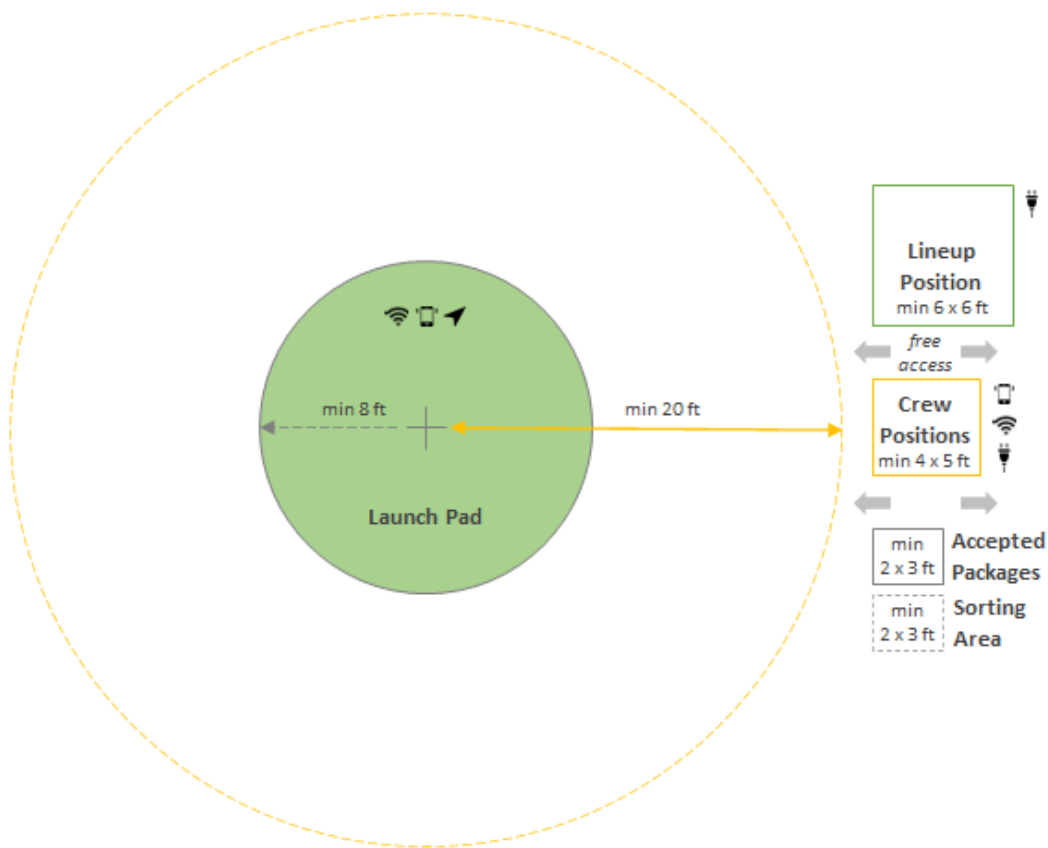 Lineup
Position
min 6 x 6 ft
free
access
min 8 ft
min 20 ft
Crew
Positions
min 4 x 5 ft
Launch Pad
min
2 x 3 ft
Accepted
Packages
min
2 x 3 ft
Sorting
Area